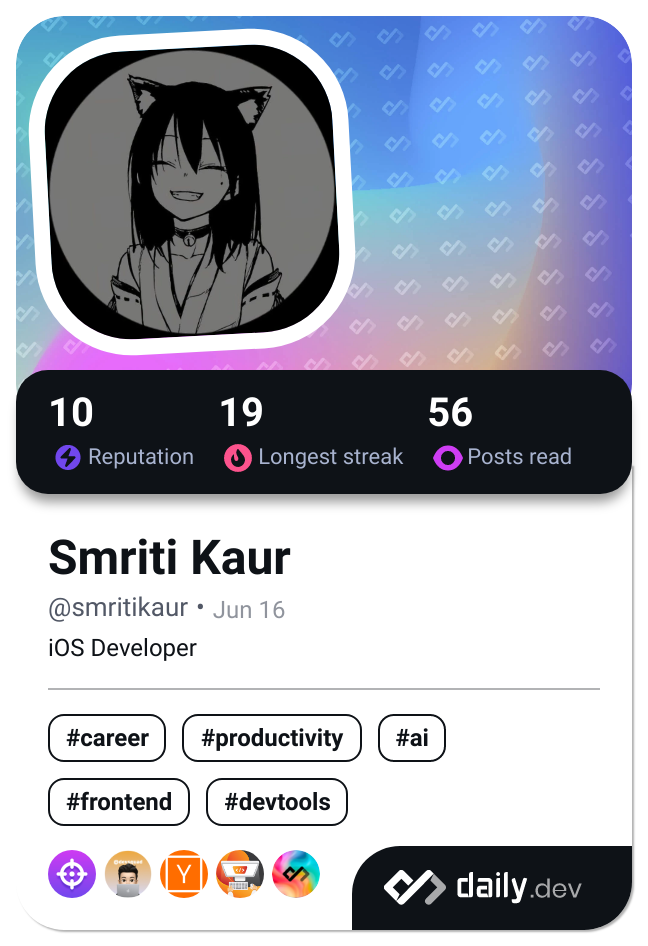 10 19 56
Reputation Longest streak Posts read
Smriti Kaur
@smritikaur • Jun 16
iOS Developer
#career #productivity #ai
#frontend #devtools
Y
daily.dev